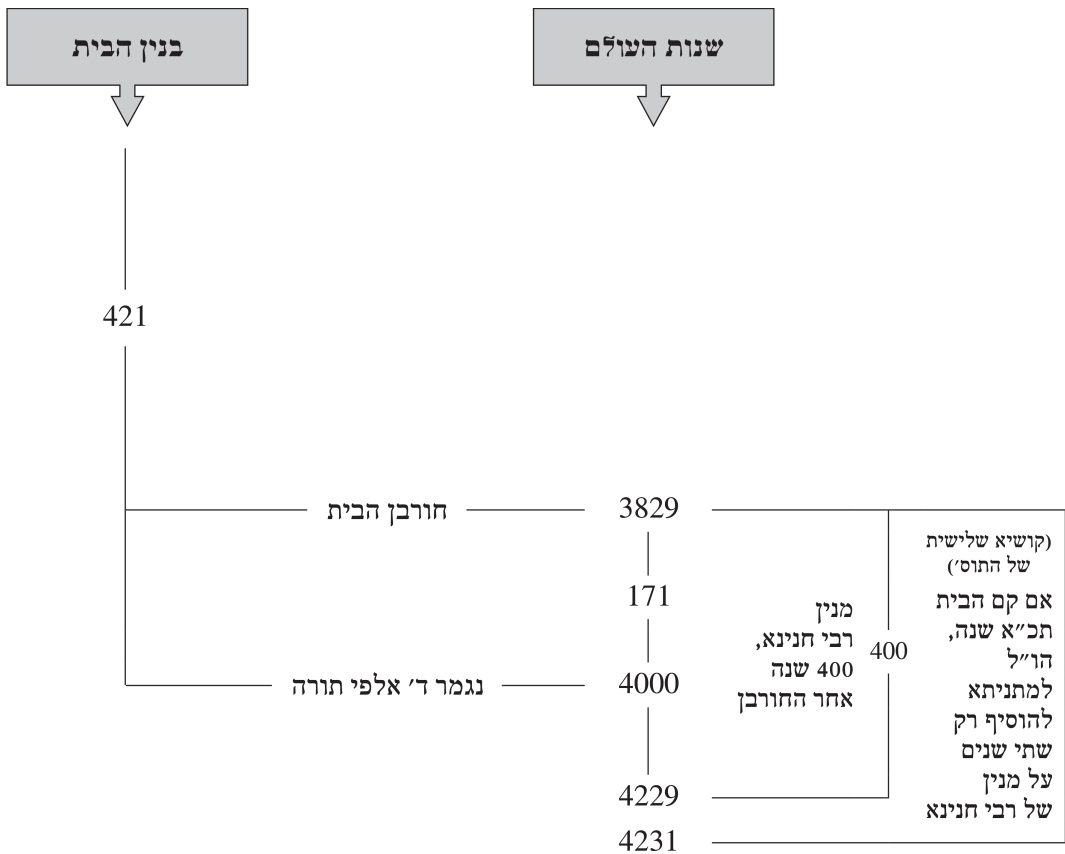 שנות העולם
בנין הבית
421
חורבן הבית
3829
171
נגמר ד׳ אלפי תורה
4000
4229
4231
מנין
רבי חנינא,
400 שנה
אחר החורבן
400
(קושיא שלישית
של התוס׳)
אם קם הבית
תכ״א שנה,
הו״ל
למתניתא
להוסיף רק
שתי שנים
על מנין
של רבי חנינא